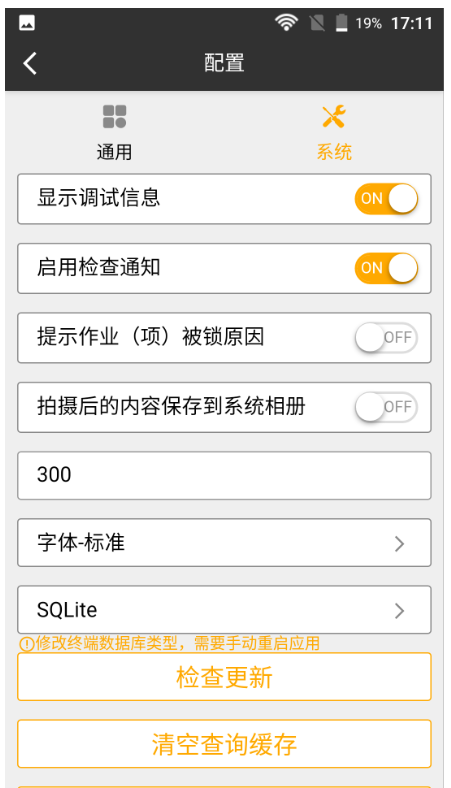 19% 17:11
配置
通用
系统
显示调试信息 ON
启用检查通知 ON
提示作业（项）被锁原因 OFF
拍摄后的内容保存到系统相册 OFF
300
字体-标准
SQLite
修改终端数据库类型，需要手动重启应用
检查更新
清空查询缓存